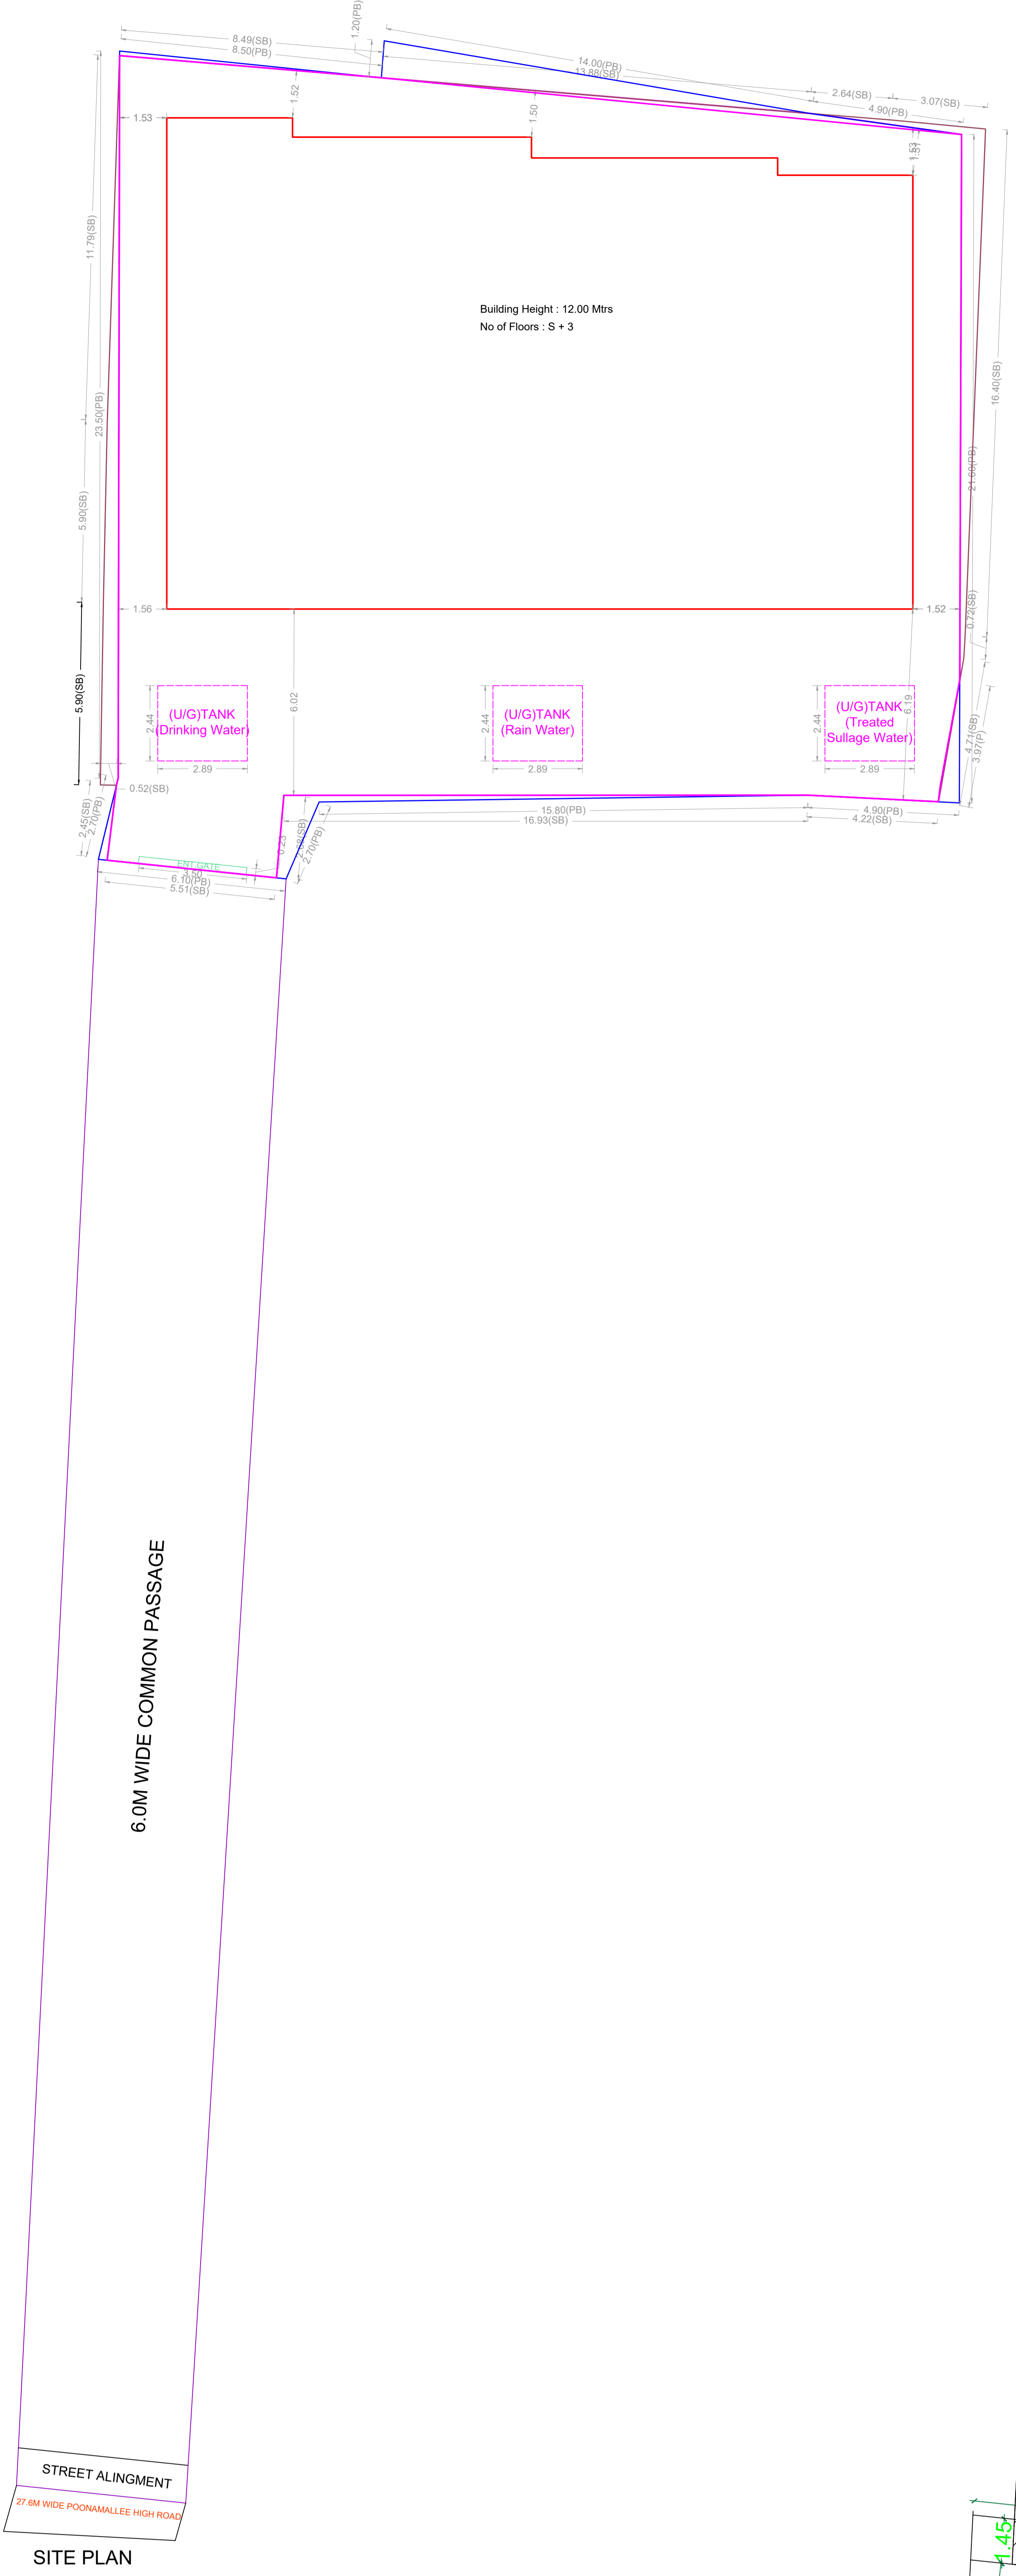 1.20(PB)
8.49(SB)
8.50(PB)
14.00(PB)
13.88(SB)
2.64(SB)
3.07(SB)
4.90(PB)
1.52
1.50
1.53
1.53
1.51
11.79(SB)
Building Height : 12.00 Mtrs
No of Floors : S + 3
16.40(SB)
23.50(PB)
21.60(PB)
5.90(SB)
1.56
1.52
0.72(SB)
5.90(SB)
6.02
6.19
2.44
(U/G)TANK
(Drinking Water)
2.89
2.44
(U/G)TANK
(Rain Water)
2.89
2.44
(U/G)TANK
(Treated
Sullage Water)
2.89
4.71(SB)
3.97(P)
0.52(SB)
2.45(SB)
2.70(PB)
15.80(PB)
16.93(SB)
4.90(PB)
4.22(SB)
2.70(PB)
ENT.GATE
3.50
6.10(PB)
5.51(SB)
6.0M WIDE COMMON PASSAGE
STREET ALINGMENT
27.6M WIDE POONAMALLEE HIGH ROAD
SITE PLAN
1.45